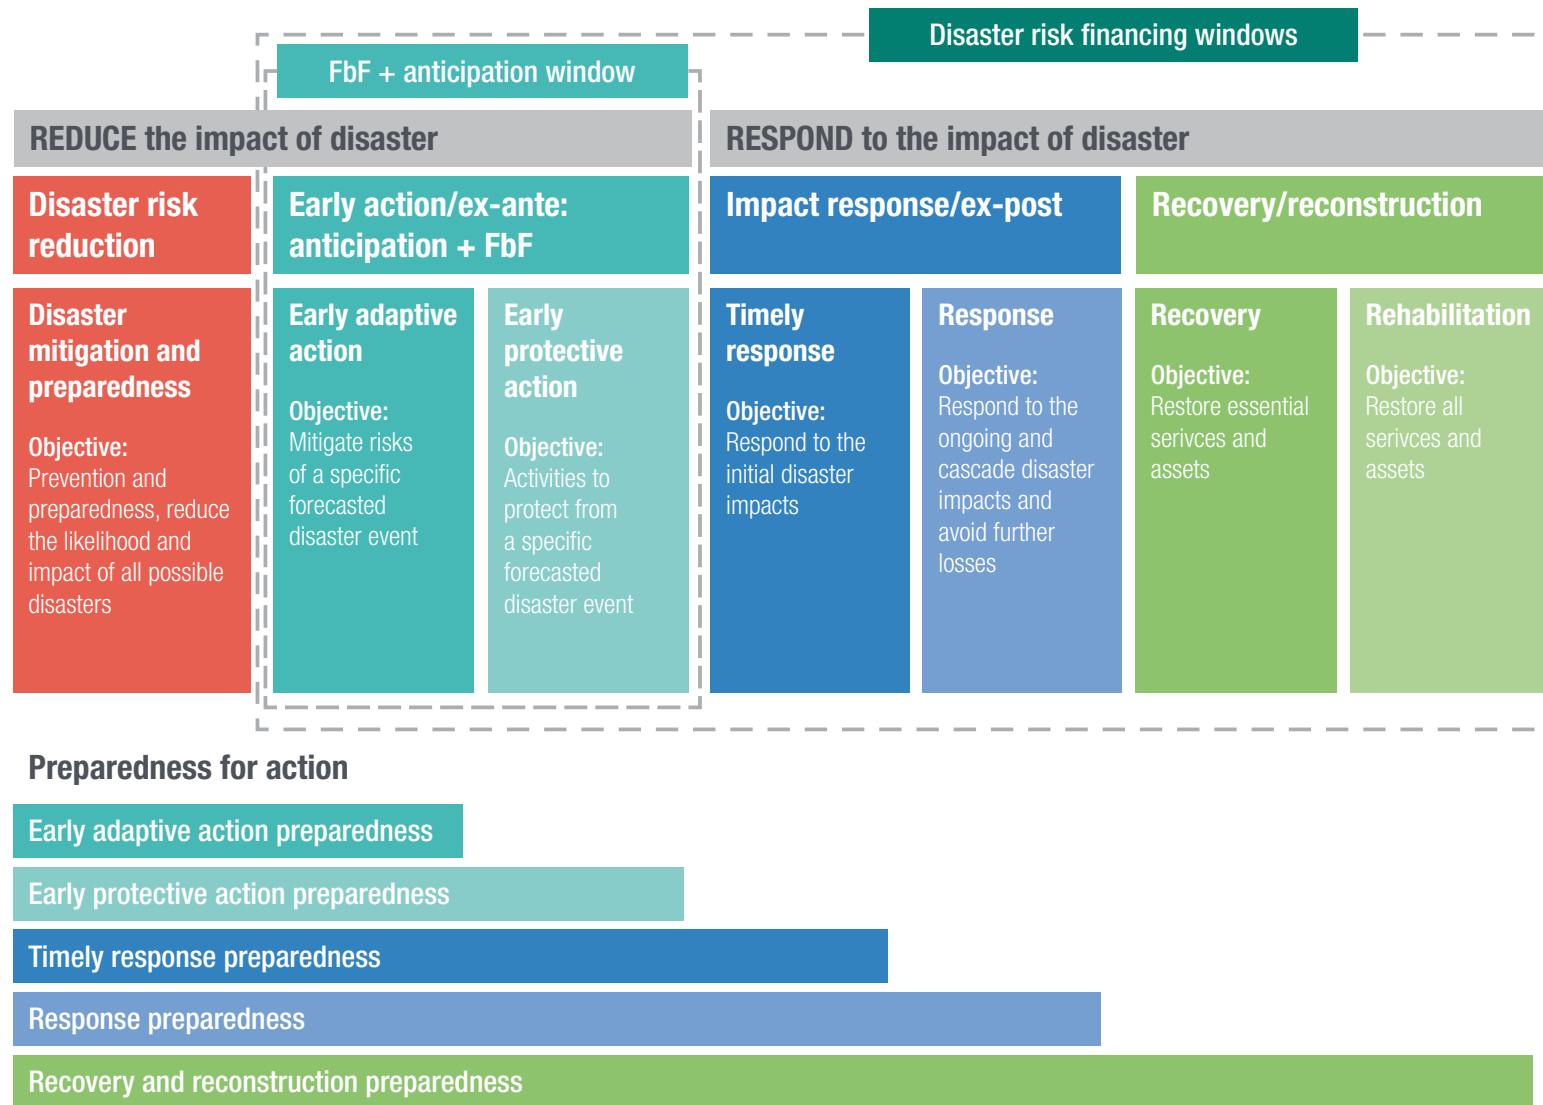 Disaster risk financing windows
FbF + anticipation window
REDUCE the impact of disaster
RESPOND to the impact of disaster
Disaster risk
reduction
Early action/ex-ante:
anticipation + FbF
Impact response/ex-post
Recovery/reconstruction
Disaster
mitigation and
preparedness
Objective:
Prevention and
preparedness, reduce
the likelihood and
impact of all possible
disasters
Early adaptive
action
Objective:
Mitigate risks
of a specific
forecasted
disaster event
Early
protective
action
Objective:
Activities to
protect from
a specific
forecasted
disaster event
Timely
response
Objective:
Respond to the
initial disaster
impacts
Response
Objective:
Respond to the
ongoing and
cascade disaster
impacts and
avoid further
losses
Recovery
Objective:
Restore essential
serivces and
assets
Rehabilitation
Objective:
Restore all
serivces and
assets
Preparedness for action
Early adaptive action preparedness
Early protective action preparedness
Timely response preparedness
Response preparedness
Recovery and reconstruction preparedness